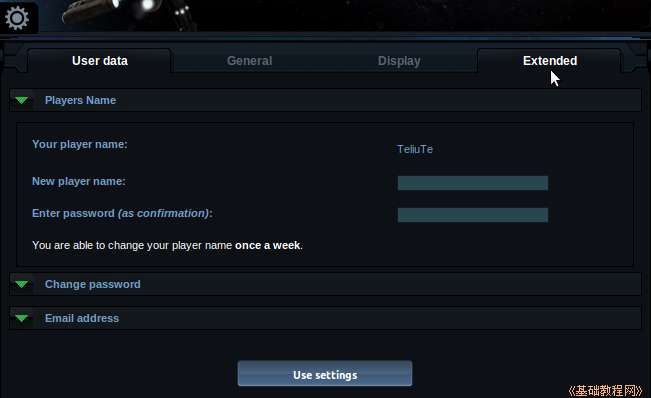 User data General Display Extended
Players Name
Your player name: TeliuTe
New player name:
Enter password (as confirmation):
You are able to change your player name once a week.
Change password
Email address
Use settings
《基础教程网》